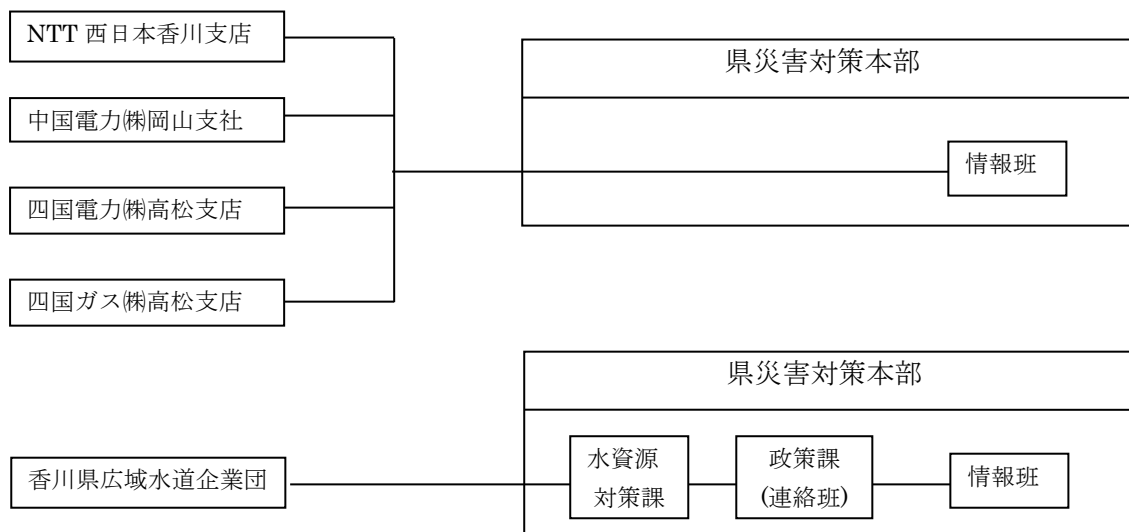 NTT 西日本香川支店
中国電力㈱岡山支社
四国電力㈱高松支店
四国ガス㈱高松支店
県災害対策本部
情報班
県災害対策本部
香川県広域水道企業団
水資源
対策課
政策課
(連絡班)
情報班